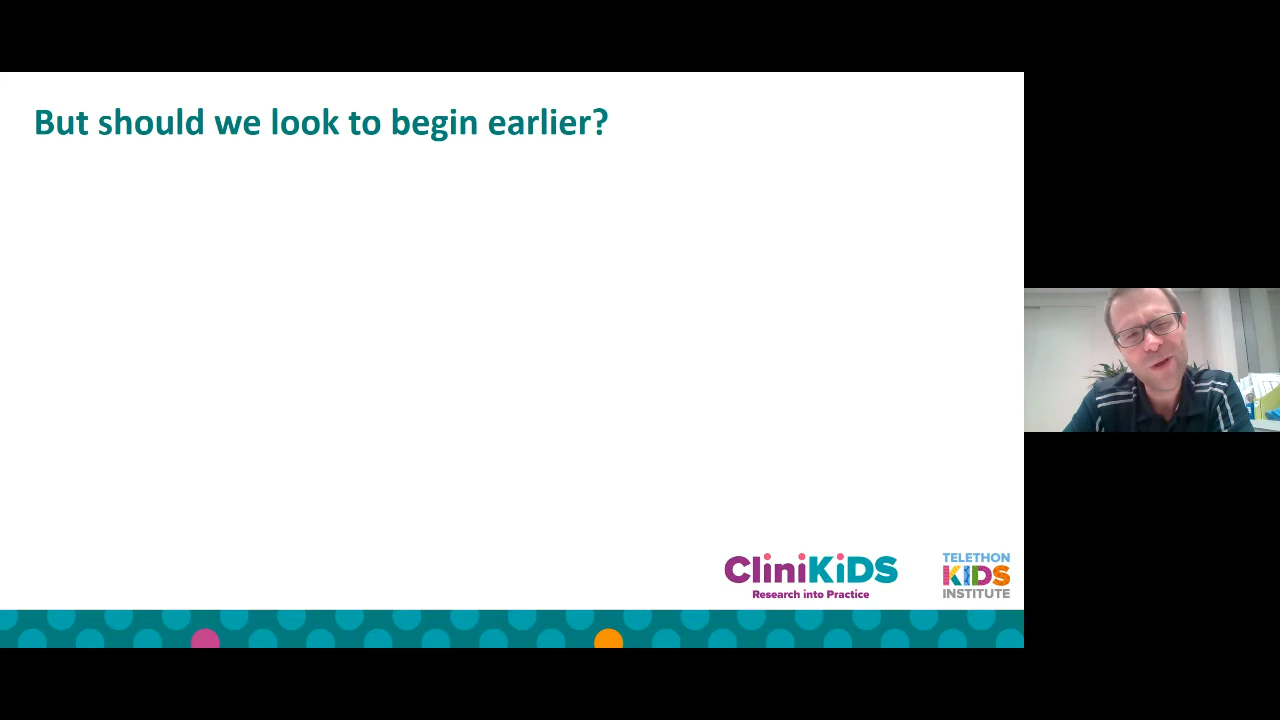 But should we look to begin earlier?
CliniKiDS
Research into Practice
TELETHON
KIDS
INSTITUTE